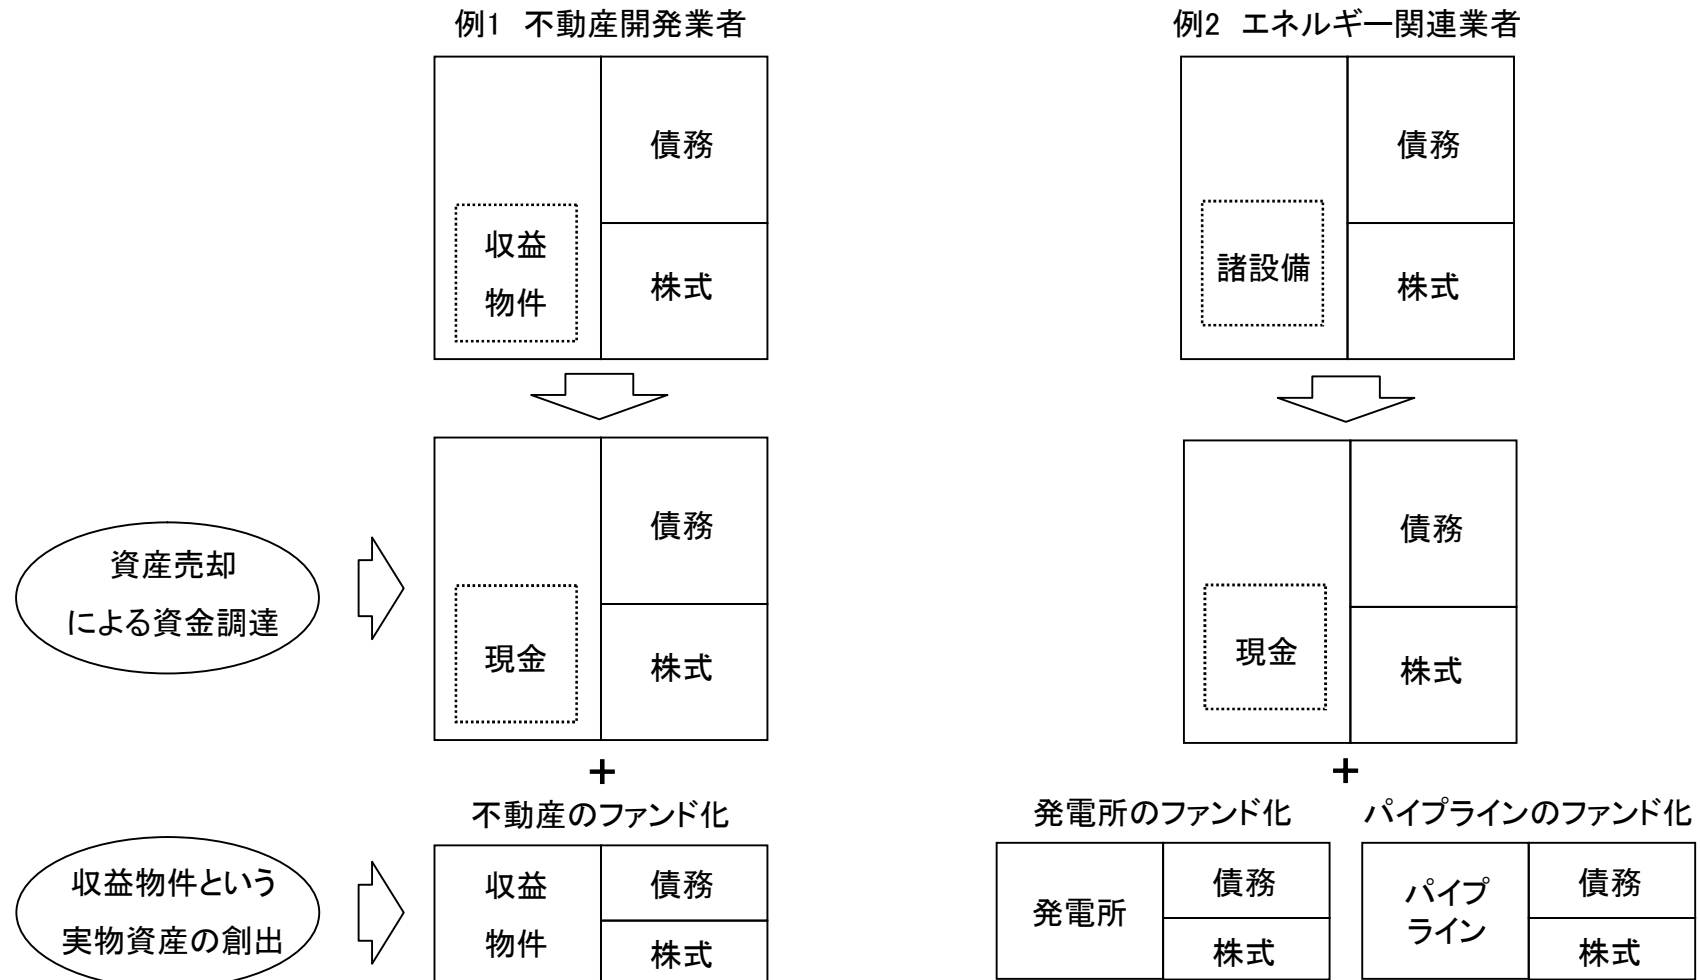 例1 不動産開発業者
債務
収益
物件
株式
例2 エネルギー関連業者
債務
諸設備
株式
資産売却
による資金調達
債務
現金
株式
債務
現金
株式
+
不動産のファンド化
+
発電所のファンド化
パイプラインのファンド化
収益物件という
実物資産の創出
収益
物件
債務
株式
発電所
債務
株式
パイプ
ライン
債務
株式